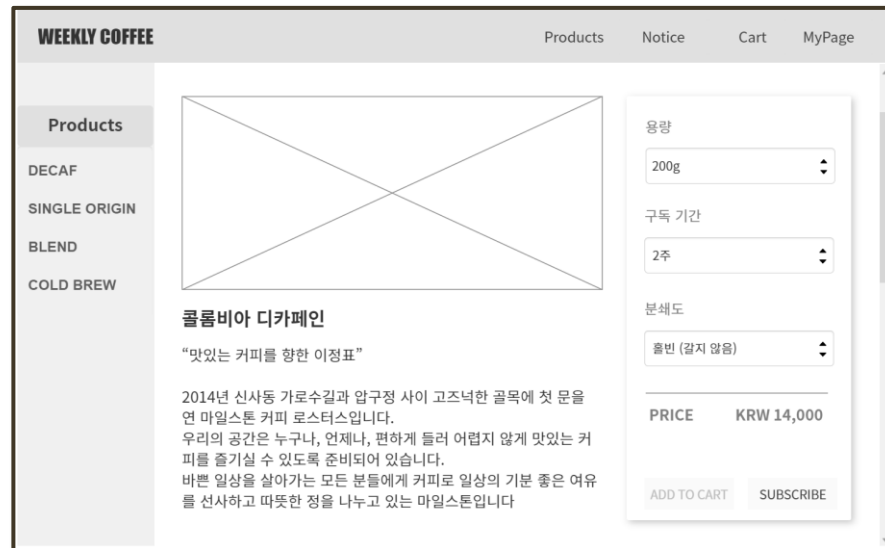 WEEKLY COFFEE
Products Notice Cart MyPage
Products
DECAF
SINGLE ORIGIN
BLEND
COLD BREW
콜롬비아 디카페인
“맛있는 커피를 향한 이정표”
2014년 신사동 가로수길과 압구정 사이 고즈넉한 골목에 첫 문을
연 마일스톤 커피 로스터스입니다.
우리의 공간은 누구나, 언제나, 편하게 들러 어렵지 않게 맛있는 커
피를 즐기실 수 있도록 준비되어 있습니다.
바쁜 일상을 살아가는 모든 분들에게 커피로 일상의 기분 좋은 여유
를 선사하고 따뜻한 정을 나누고 있는 마일스톤입니다
용량
200g
구독 기간
2주
분쇄도
홀빈 (갈지 않음)
PRICE KRW 14,000
ADD TO CART SUBSCRIBE